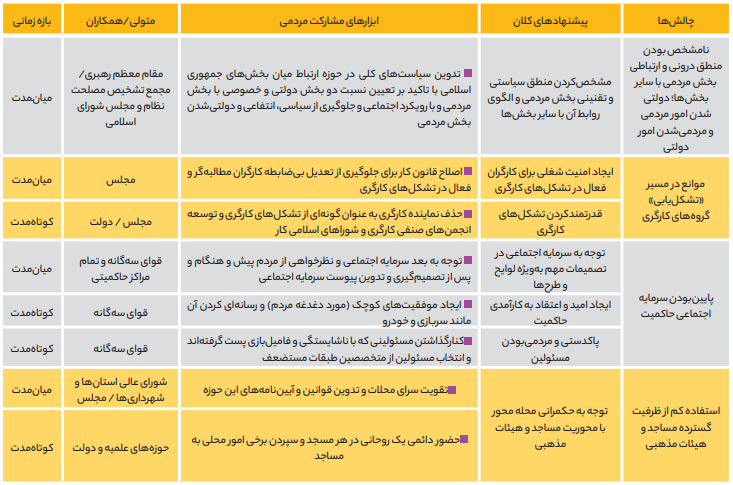 چالش‌ها
پیشنهادهای کلان
ابزارهای مشارکت مردمی
متولی/همکاران
بازه زمانی
نامشخص بودن
منطق درونی و ارتباطی
بخش مردمی با سایر
بخش‌ها؛ دولتی
شدن امور مردمی
و مردمی‌شدن امور
دولتی
مشخص‌کردن منطق سیاستی
و تقنینی بخش مردمی و الگوی
روابط آن با سایر بخش‌ها
تدوین سیاست‌های کلی در حوزه ارتباط میان بخش‌های جمهوری
اسلامی با تاکید بر تعیین نسبت دو بخش دولتی و خصوصی با بخش
مردمی و با رویکرد اجتماعی و جلوگیری از سیاسی، انتفاعی و دولتی‌شدن
بخش مردمی
مقام معظم رهبری/
مجمع تشخیص مصلحت
نظام و مجلس شورای
اسلامی
میان‌مدت
موانع در مسیر
«تشکل‌یابی»
گروه‌های کارگری
ایجاد امنیت شغلی برای کارگران
فعال در تشکل‌های کارگری
اصلاح قانون کار برای جلوگیری از تعدیل بی‌ضابطه کارگران مطالبه‌گر و
فعال در تشکل‌های کارگری
مجلس
میان‌مدت
قدرتمندکردن تشکل‌های
کارگری
حذف نماینده کارگری به عنوان گونه‌ای از تشکل‌های کارگری و توسعه
انجمن‌های صنفی کارگری و شوراهای اسلامی کار
مجلس / دولت
کوتاه‌مدت
پایین‌بودن سرمایه
اجتماعی حاکمیت
توجه به سرمایه اجتماعی در
تصمیمات مهم به‌ویژه لوایح
و طرح‌ها
توجه به بعد سرمایه اجتماعی و نظرخواهی از مردم پیش و هنگام و
پس از تصمیم‌گیری و تدوین پیوست سرمایه اجتماعی
قوای سه‌گانه و تمام
مراکز حاکمیتی
میان‌مدت
ایجاد امید و اعتقاد به کارآمدی
حاکمیت
ایجاد موفقیت‌های کوچک (مورد دغدغه مردم) و رسانه‌ای کردن آن
مانند سربازی و خودرو
قوای سه‌گانه
کوتاه‌مدت
پاکدستی و مردمی‌بودن
مسئولین
کنارگذاشتن مسئولینی که با ناشایستگی و فامیل‌بازی پست گرفته‌اند
و انتخاب مسئولین از متخصصین طبقات مستضعف
قوای سه‌گانه
کوتاه‌مدت
استفاده کم از ظرفیت
گسترده مساجد و
هیئات مذهبی
توجه به حکمرانی محله محور
با محوریت مساجد و هیئات
مذهبی
تقویت سرای محلات و تدوین قوانین و آیین‌نامه‌های این حوزه
شورای عالی استان‌ها و
شهرداری‌ها / مجلس
میان‌مدت
حضور دائمی یک روحانی در هر مسجد و سپردن برخی امور محلی به
مساجد
حوزه‌های علمیه و دولت
کوتاه‌مدت